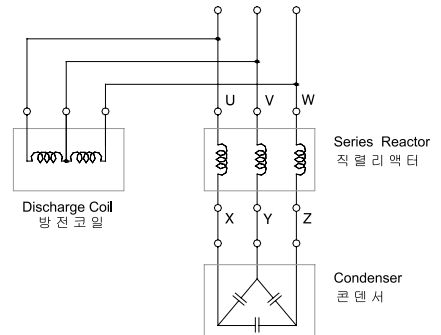 U V W
Series Reactor
직렬리액터
Discharge Coil
방전코일
X Y Z
Condenser
콘덴서